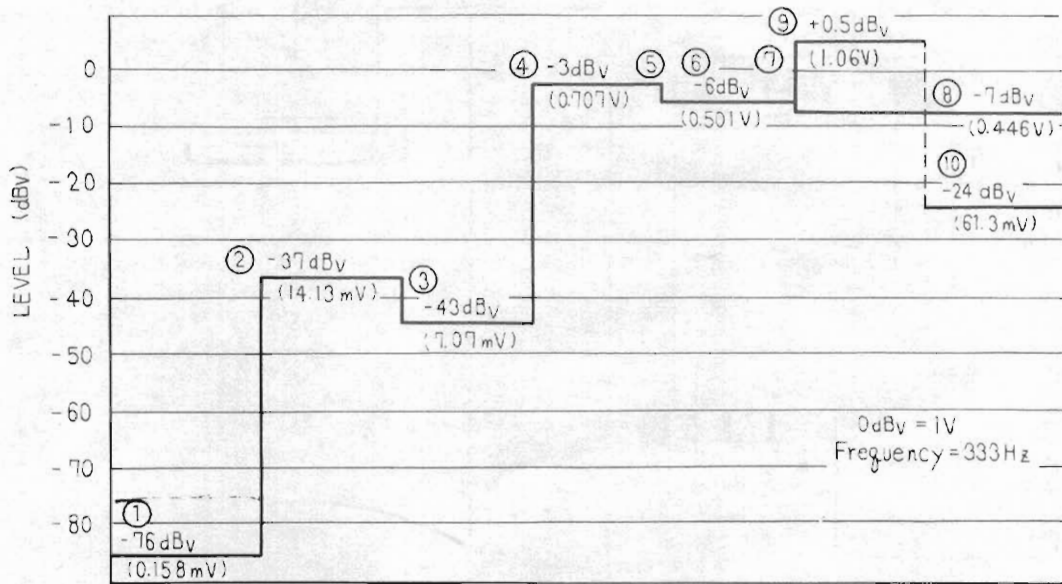 ⑨ +0.5dBv
(1.06V)
④ -3dBv ⑤ ⑥ -6dBv ⑦
(0.707V)
(0.501V)
⑧ -7dBv
(0.446V)
⑩
-24 dBv
(61.3mV)
② -37dBv
(14.13mV)
③
-43dBv
(7.07mV)
0dBv = 1V
Frequency = 333Hz
①
-76dBv
(0.158mV)
LEVEL (dBv)
0
-10
-20
-30
-40
-50
-60
-70
-80